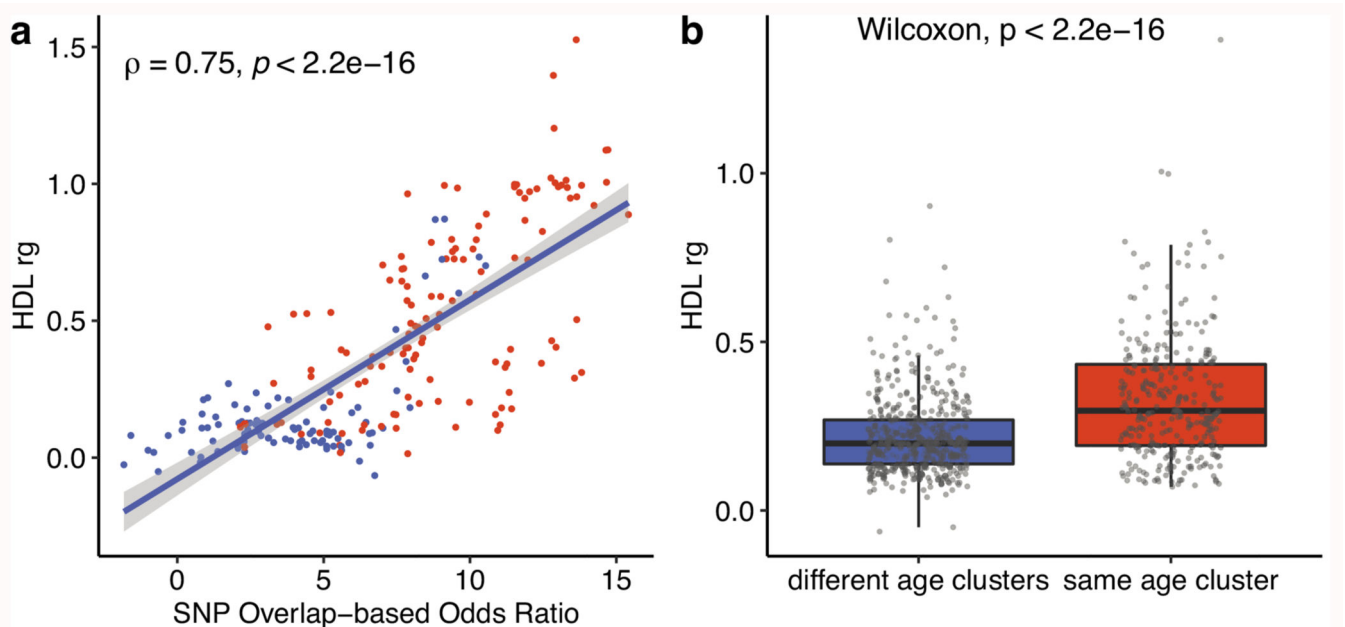 a
ρ = 0.75, p < 2.2e−16
1.5
1.0
0.5
0.0
HDL rg
0 5 10 15
SNP Overlap−based Odds Ratio
b
Wilcoxon, p < 2.2e−16
1.0
0.5
0.0
HDL rg
different age clusters same age cluster